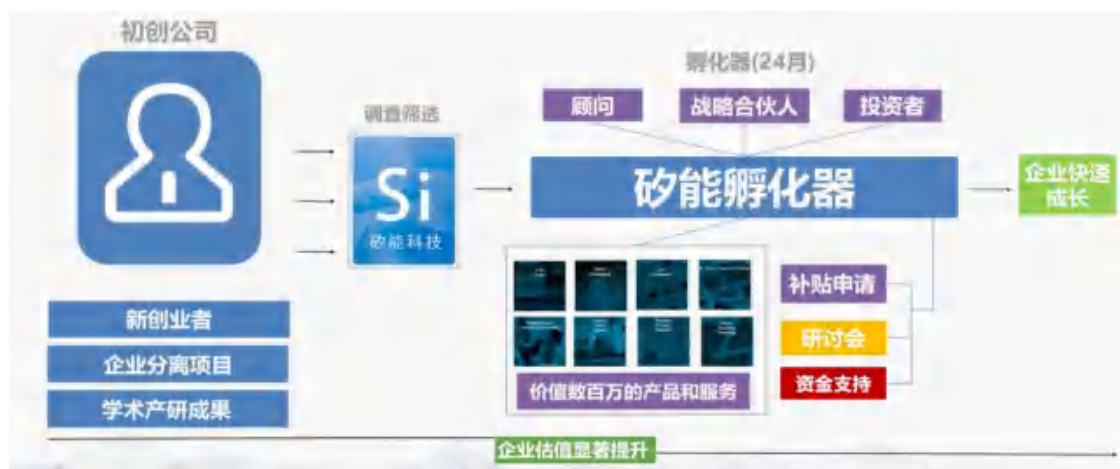 初创公司
孵化器(24月)
顾问
战略合伙人
投资者
调查筛选
Si
矽能科技
矽能孵化器
企业快速
成长
补贴申请
新创业者
研讨会
企业分离项目
资金支持
价值数百万的产品和服务
学术产研成果
企业估值显著提升